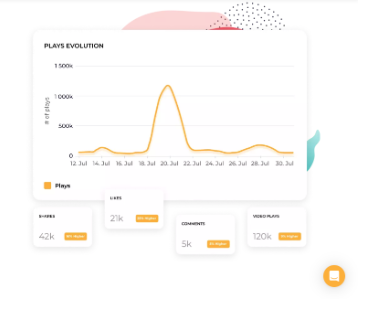 PLAYS EVOLUTION
1 500k
1 000k
500k
0
# of plays
12. Jul 14. Jul 16. Jul 18. Jul 20. Jul 22. Jul 24. Jul 26. Jul 28. Jul 30. Jul
Plays
SHARES
42k
LIKES
21k
COMMENTS
5k
VIDEO PLAYS
120k